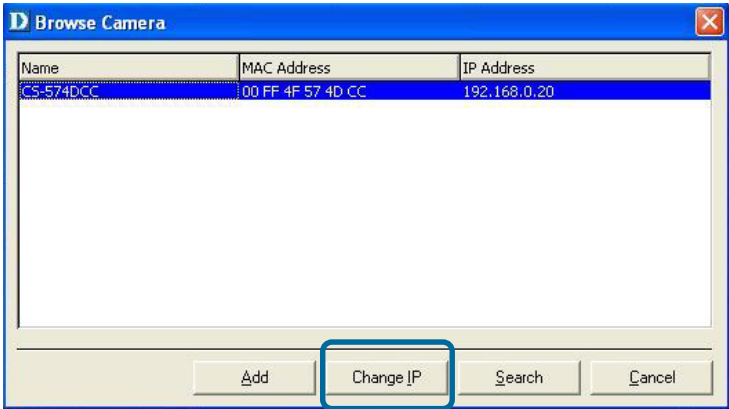 D Browse Camera
Name MAC Address IP Address
CS-574DCC 00 FF 4F 57 4D CC 192.168.0.20
Add Change IP Search Cancel